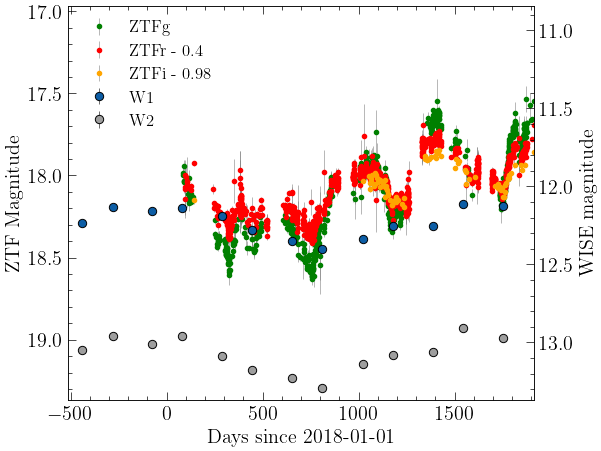 17.0
17.5
18.0
18.5
19.0
ZTF Magnitude
ZTFg
ZTFr - 0.4
ZTFi - 0.98
W1
W2
11.0
11.5
12.0
12.5
13.0
WISE magnitude
−500
0
500
1000
1500
Days since 2018-01-01